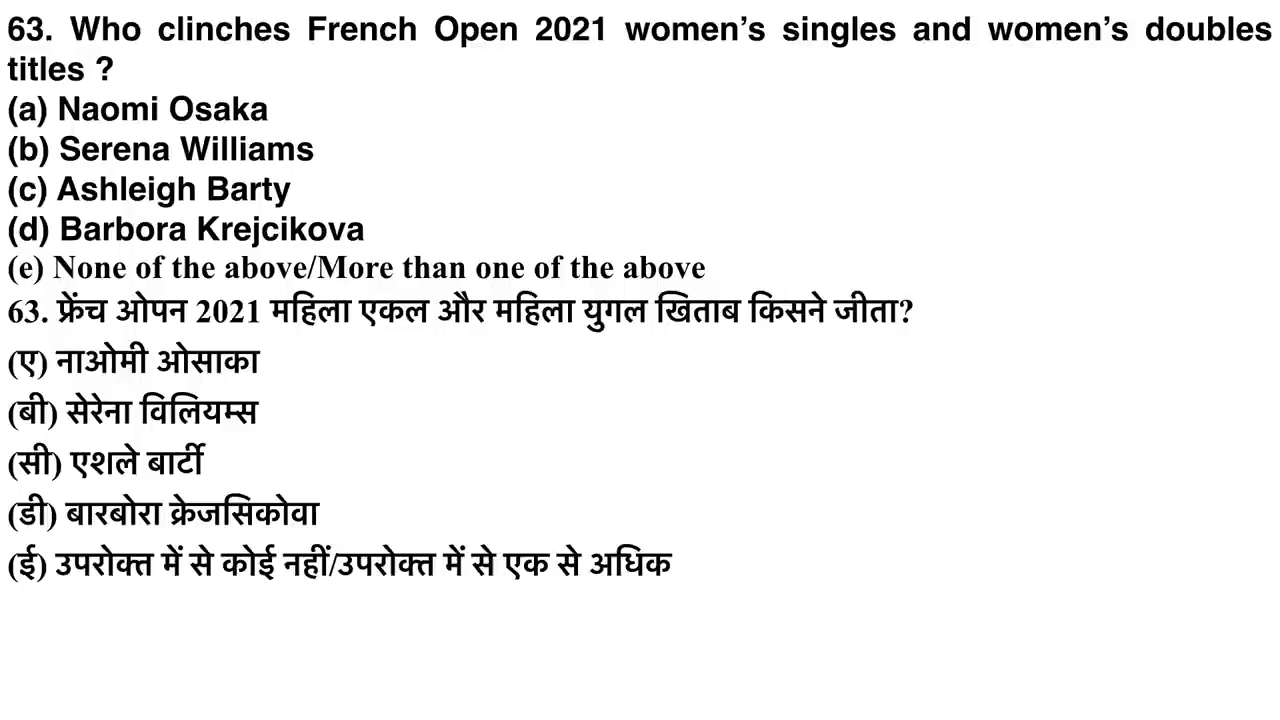 63. Who clinches French Open 2021 women’s singles and women’s doubles
titles ?
(a) Naomi Osaka
(b) Serena Williams
(c) Ashleigh Barty
(d) Barbora Krejcikova
(e) None of the above/More than one of the above
63. फ्रेंच ओपन 2021 महिला एकल और महिला युगल खिताब किसने जीता?
(ए) नाओमी ओसाका
(बी) सेरेना विलियम्स
(सी) एशले बार्टी
(डी) बारबोरा क्रेजसिकोवा
(ई) उपरोक्त में से कोई नहीं/उपरोक्त में से एक से अधिक